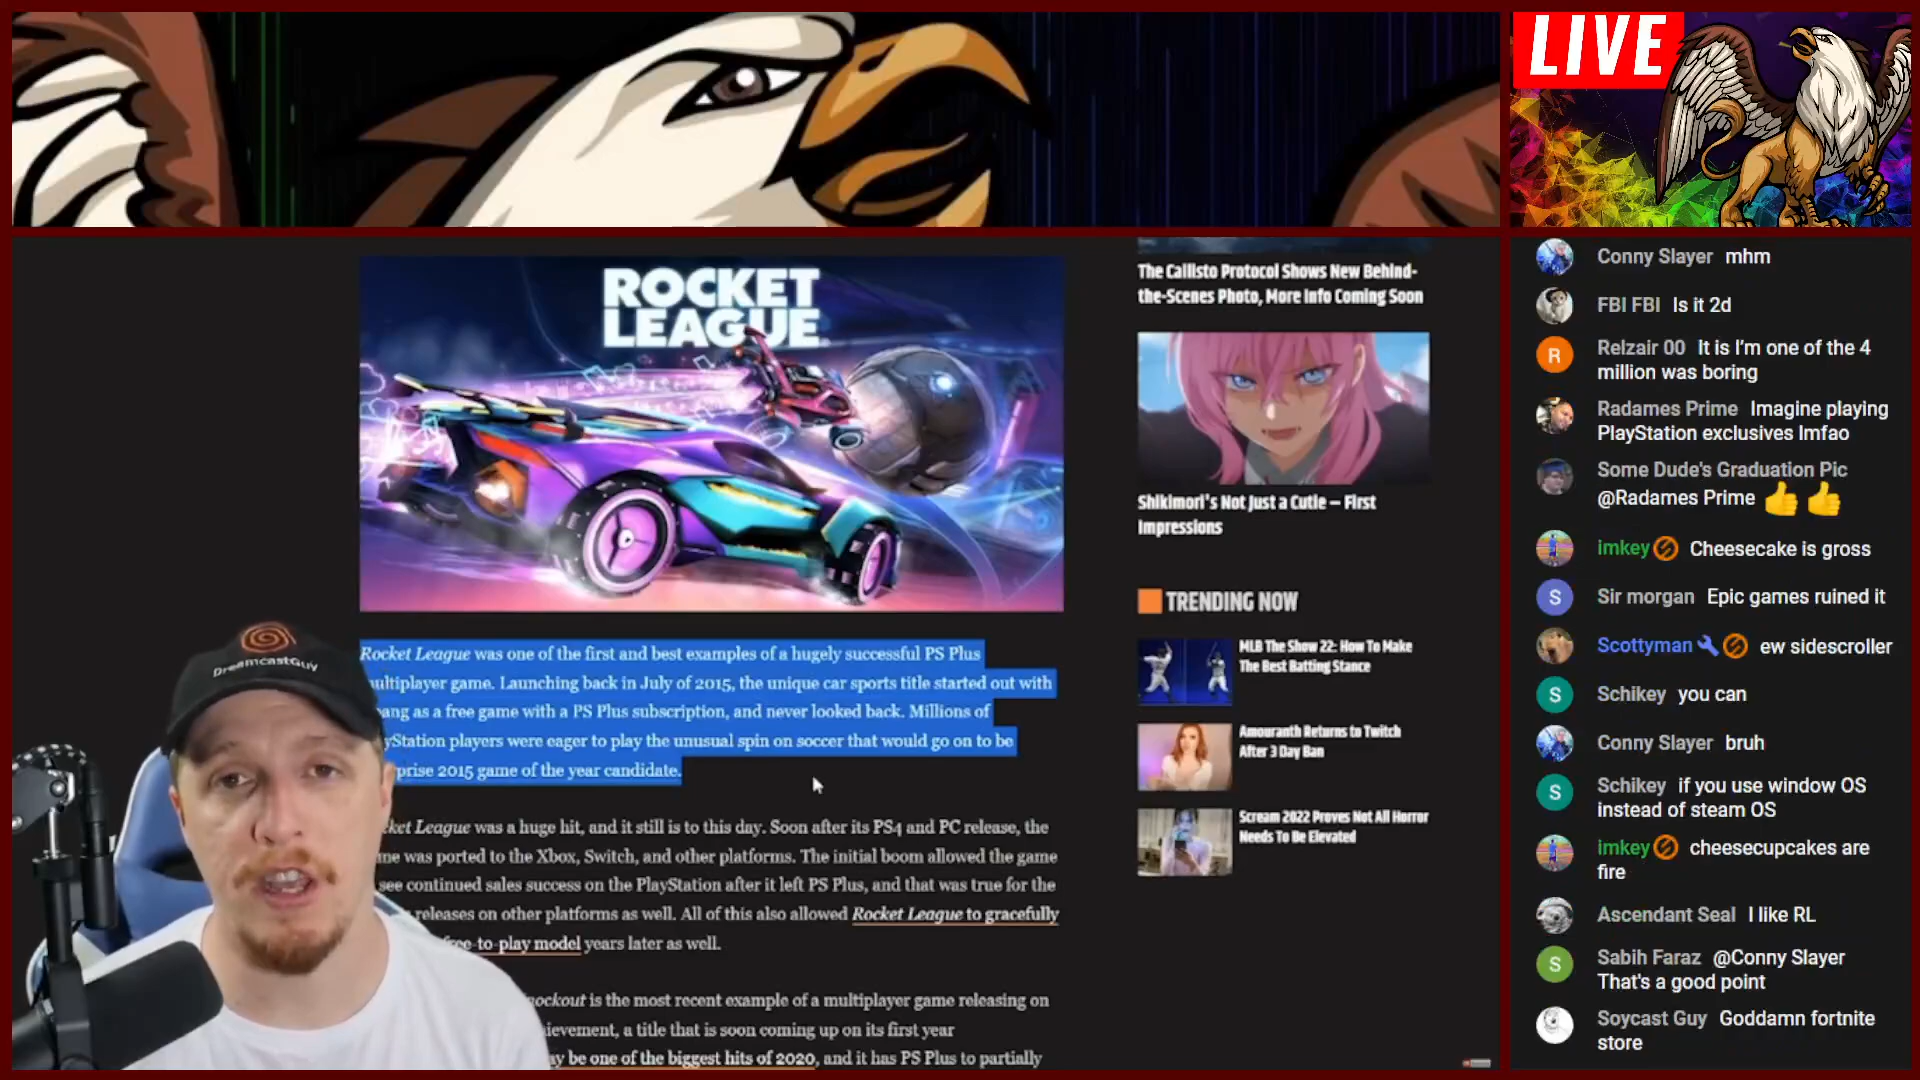 LIVE
ROCKET
LEAGUE
Rocket League was one of the first and best examples of a hugely successful PS Plus
multiplayer game. Launching back in July of 2015, the unique car sports title started out with
bang as a free game with a PS Plus subscription, and never looked back. Millions of
yStation players were eager to play the unusual spin on soccer that would go on to be
prise 2015 game of the year candidate.
cket League was a huge hit, and it still is to this day. Soon after its PS4 and PC release, the
me was ported to the Xbox, Switch, and other platforms. The initial boom allowed the game
see continued sales success on the PlayStation after it left PS Plus, and that was true for the
releases on other platforms as well. All of this also allowed Rocket League to gracefully
free-to-play model years later as well.
nockout is the most recent example of a multiplayer game releasing on
ievement, a title that is soon coming up on its first year
y be one of the biggest hits of 2020, and it has PS Plus to partially
DreamcastGuy
The Callisto Protocol Shows New Behind-
the-Scenes Photo, More Info Coming Soon
Shikimori's Not Just a Cutie – First
Impressions
TRENDING NOW
MLB The Show 22: How To Make
The Best Batting Stance
Amouranth Returns to Twitch
After 3 Day Ban
Scream 2022 Proves Not All Horror
Needs To Be Elevated
Conny Slayer mhm
FBI FBI Is it 2d
R Relzair 00 It is I'm one of the 4
million was boring
Radames Prime Imagine playing
PlayStation exclusives lmfao
Some Dude's Graduation Pic
@Radames Prime 👍 👍
imkey Cheesecake is gross
S Sir morgan Epic games ruined it
Scottyman ew sidescroller
S Schikey you can
Conny Slayer bruh
S Schikey if you use window OS
instead of steam OS
imkey cheesecupcakes are
fire
Ascendant Seal I like RL
S Sabih Faraz @Conny Slayer
That's a good point
Soycast Guy Goddamn fortnite
store